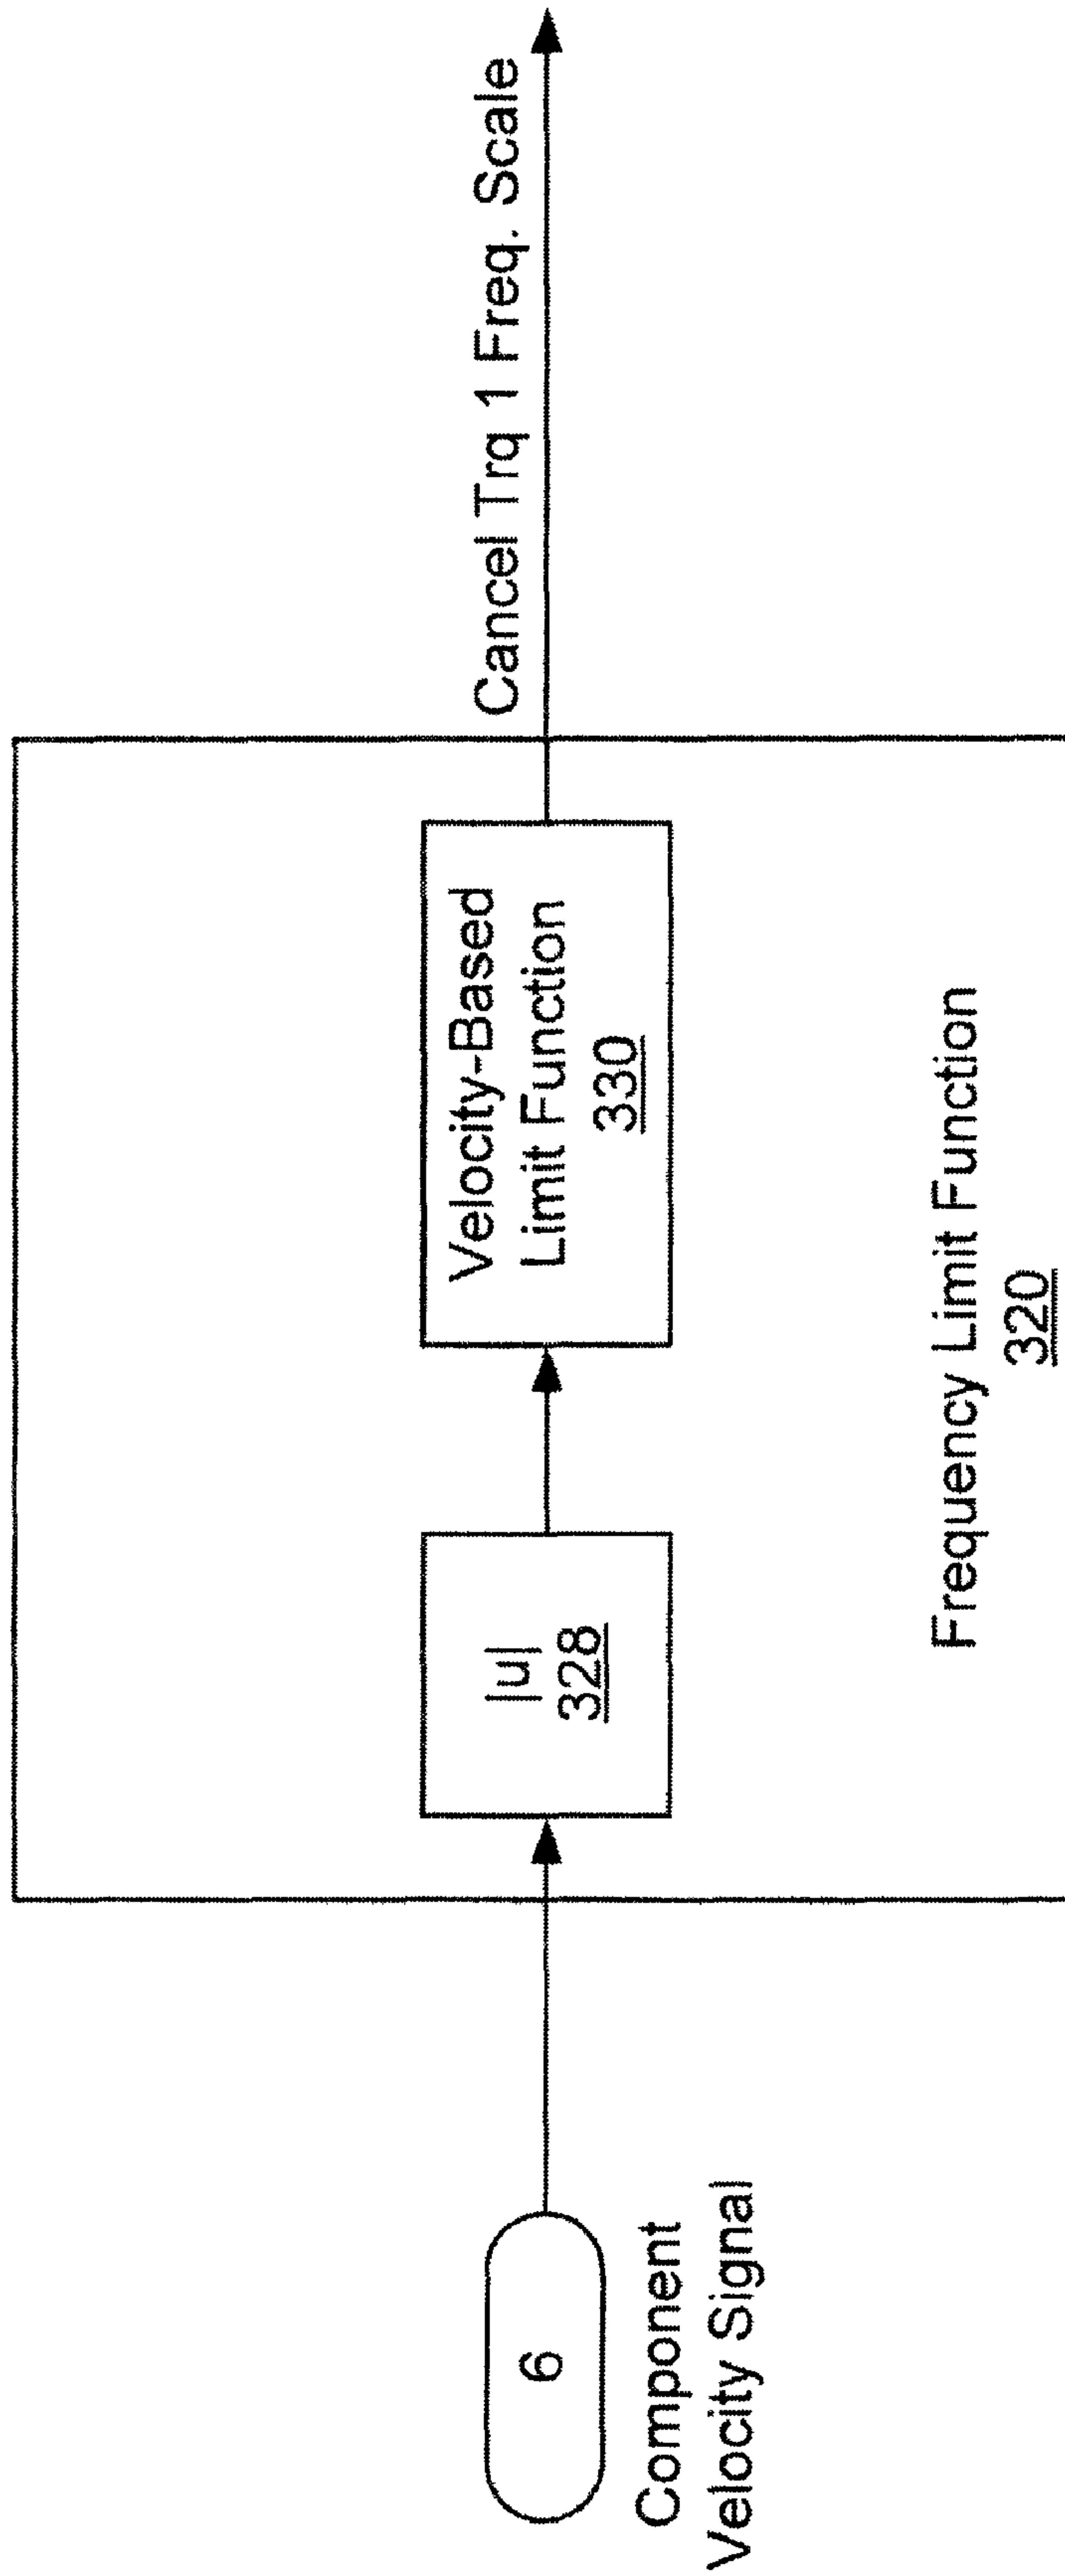 6
Component
Velocity Signal
|u|
328
Velocity-Based
Limit Function
330
Cancel Trq 1 Freq. Scale
Frequency Limit Function
320